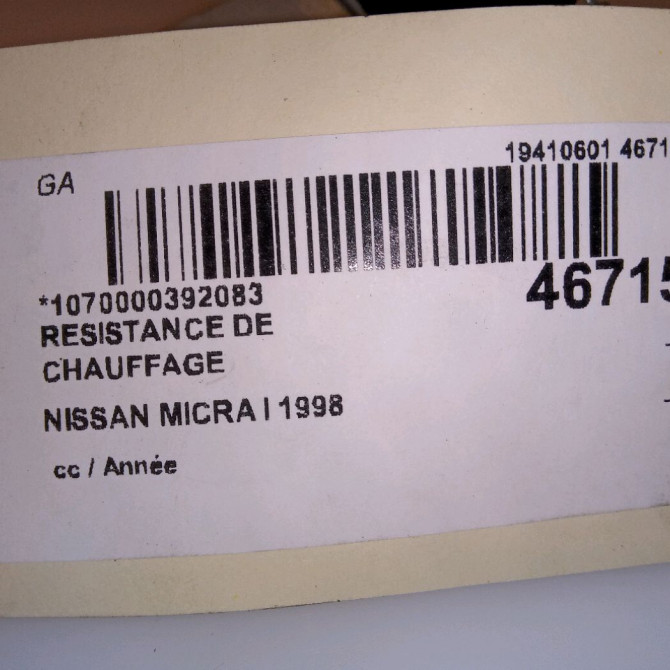 GA
19410601 4671
*1070000392083
46715
RESISTANCE DE
CHAUFFAGE
NISSAN MICRA I 1998
cc / Année